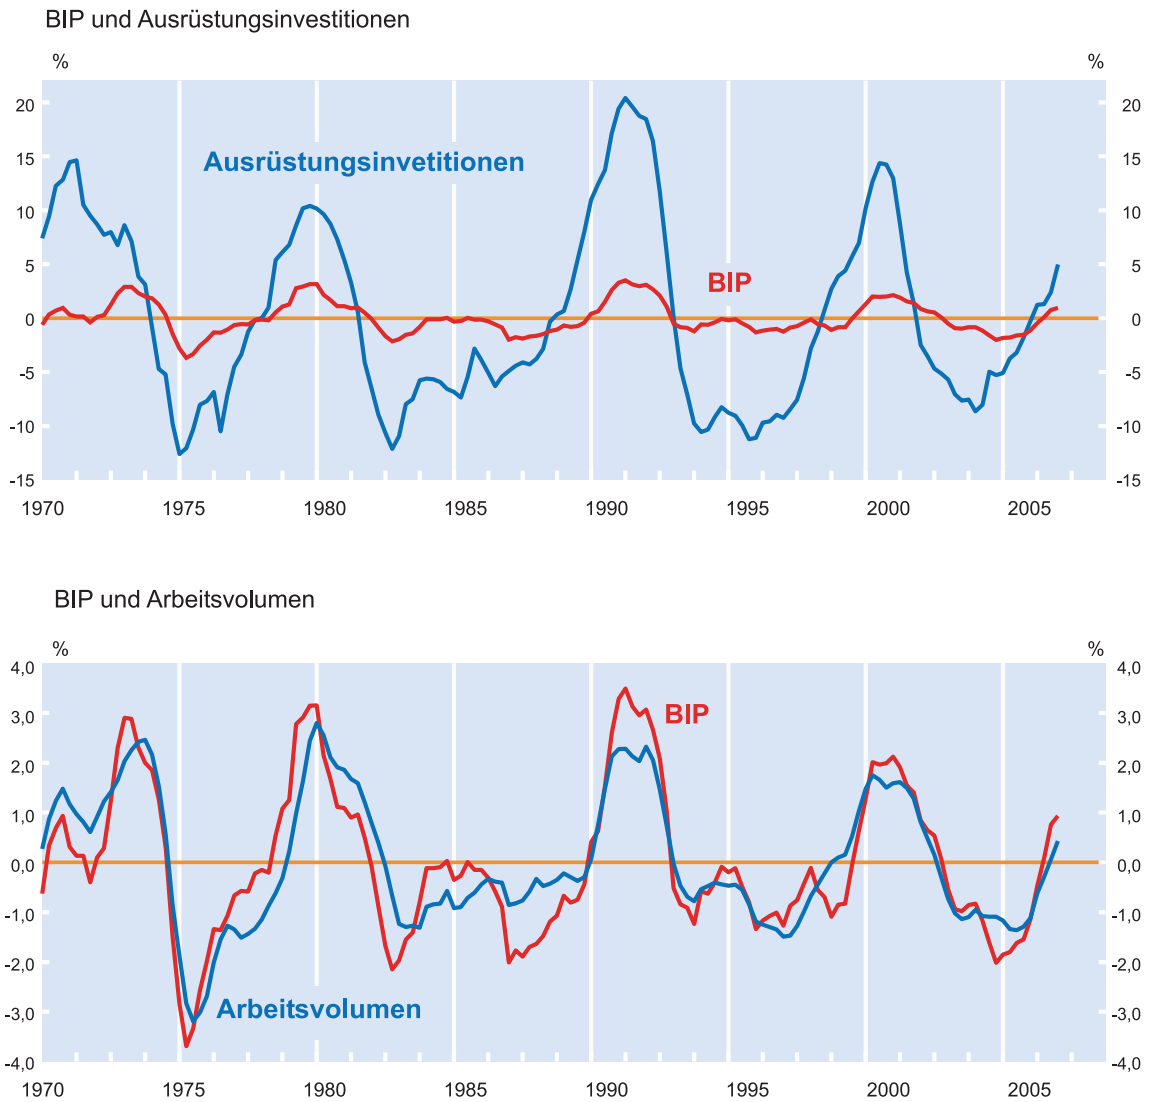 BIP und Ausrüstungsinvestitionen
% %
20 20
15 15
Ausrüstungsinvetitionen
10 10
5 5
BIP
0 0
-5 -5
-10 -10
-15 -15
1970 1975 1980 1985 1990 1995 2000 2005
BIP und Arbeitsvolumen
% %
4,0 4,0
3,0 3,0
BIP
2,0 2,0
1,0 1,0
0,0 0,0
-1,0 -1,0
-2,0 -2,0
Arbeitsvolumen
-3,0 -3,0
-4,0 -4,0
1970 1975 1980 1985 1990 1995 2000 2005